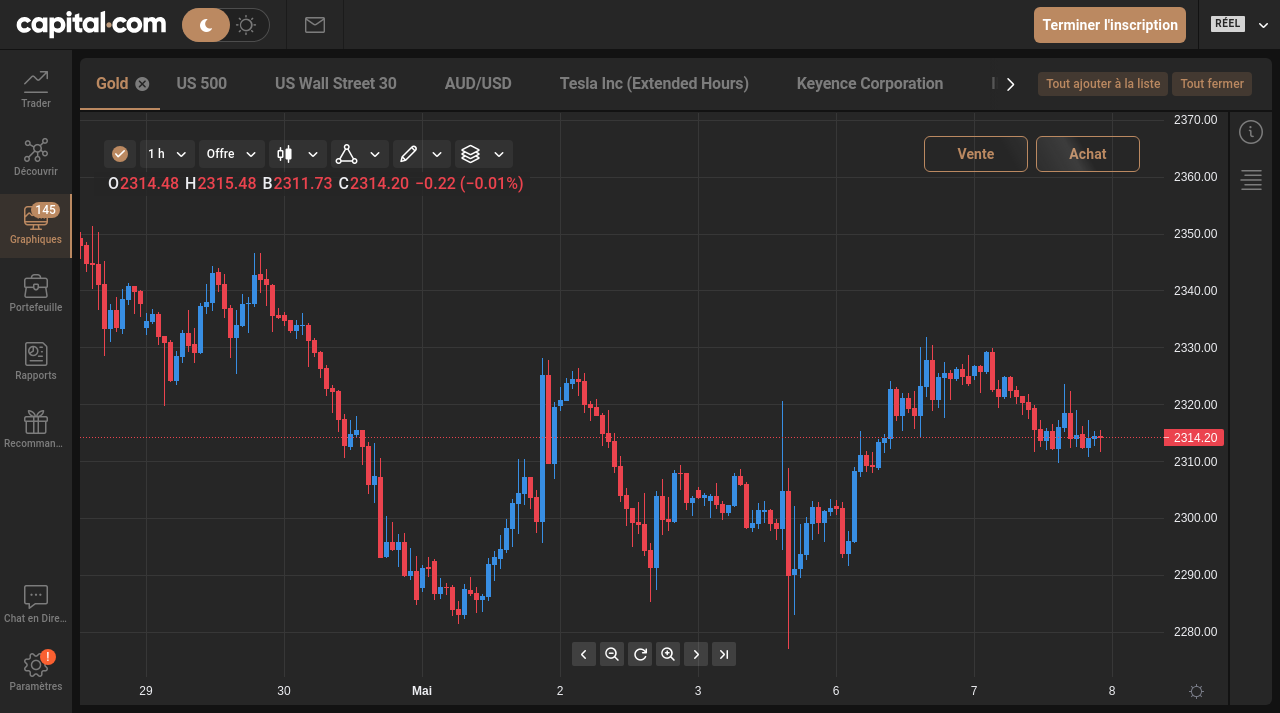 capital.com
Terminer l'inscription
RÉEL
Trader
Découvrir
145
Graphiques
Portefeuille
Rapports
Recomman...
Chat en Dire...
!
Paramètres
Gold
US 500
US Wall Street 30
AUD/USD
Tesla Inc (Extended Hours)
Keyence Corporation
Tout ajouter à la liste
Tout fermer
1 h
Offre
Vente
Achat
O2314.48 H2315.48 B2311.73 C2314.20 −0.22 (−0.01%)
2370.00
2360.00
2350.00
2340.00
2330.00
2320.00
2314.20
2310.00
2300.00
2290.00
2280.00
29 30 Mai 2 3 6 7 8